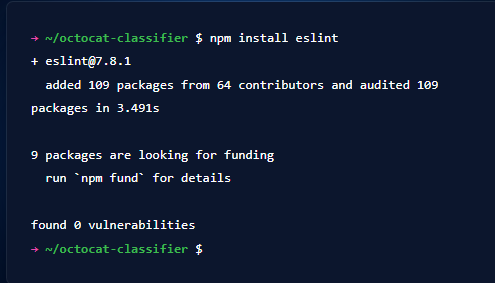 → ~/octocat-classifier $ npm install eslint
+ eslint@7.8.1
added 109 packages from 64 contributors and audited 109
packages in 3.491s
9 packages are looking for funding
run `npm fund` for details
found 0 vulnerabilities
→ ~/octocat-classifier $